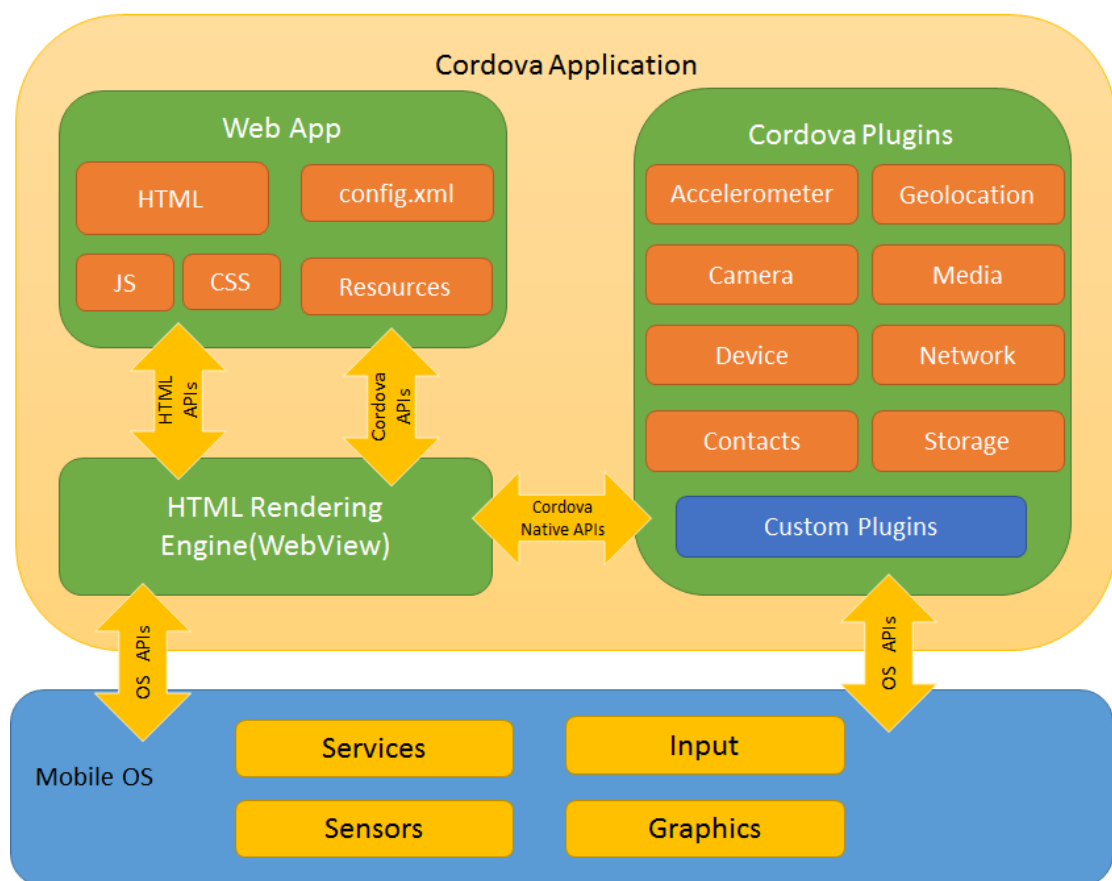 Cordova Application
Web App
HTML
config.xml
JS
CSS
Resources
HTML
APIs
Cordova
APIs
HTML Rendering
Engine(WebView)
Cordova
Native APIs
Cordova Plugins
Accelerometer
Geolocation
Camera
Media
Device
Network
Contacts
Storage
Custom Plugins
OS APIs
OS APIs
Mobile OS
Services
Input
Sensors
Graphics